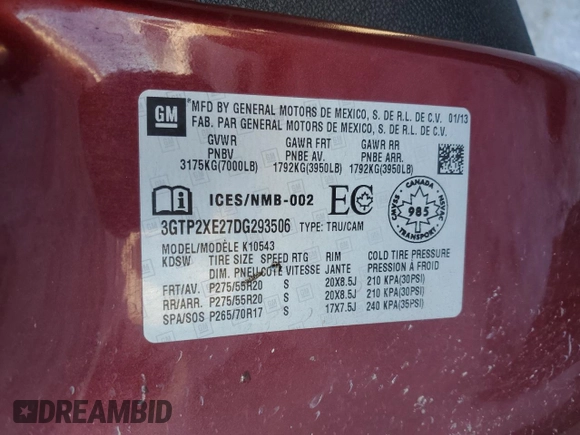 GM
*MFD BY GENERAL MOTORS DE MEXICO, S. DE R.L. DE C.V. 01/13
FAB. PAR GENERAL MOTORS DE MEXICO, S. DE R.L. DE C.V.
GVWR GAWR FRT GAWR RR
PNBV PNBE AV. PNBE ARR.
3175KG(7000LB) 1792KG(3950LB) 1792KG(3950LB)
ICES/NMB-002 EC
CANADA
985
3GTP2XE27DG293506 TYPE: TRU/CAM
MODEL/MODÈLE K10543
KDSW TIRE SIZE SPEED RTG RIM COLD TIRE PRESSURE
DIM. PNEU COTE VITESSE JANTE PRESSION A FROID
FRT/AV. P275/55R20 S 20X8.5J 210 KPA(30PSI)
RR/ARR. P275/55R20 S 20X8.5J 210 KPA(30PSI)
SPA/SOS P265/70R17 S 17X7.5J 240 KPA(35PSI)
DREAMBID